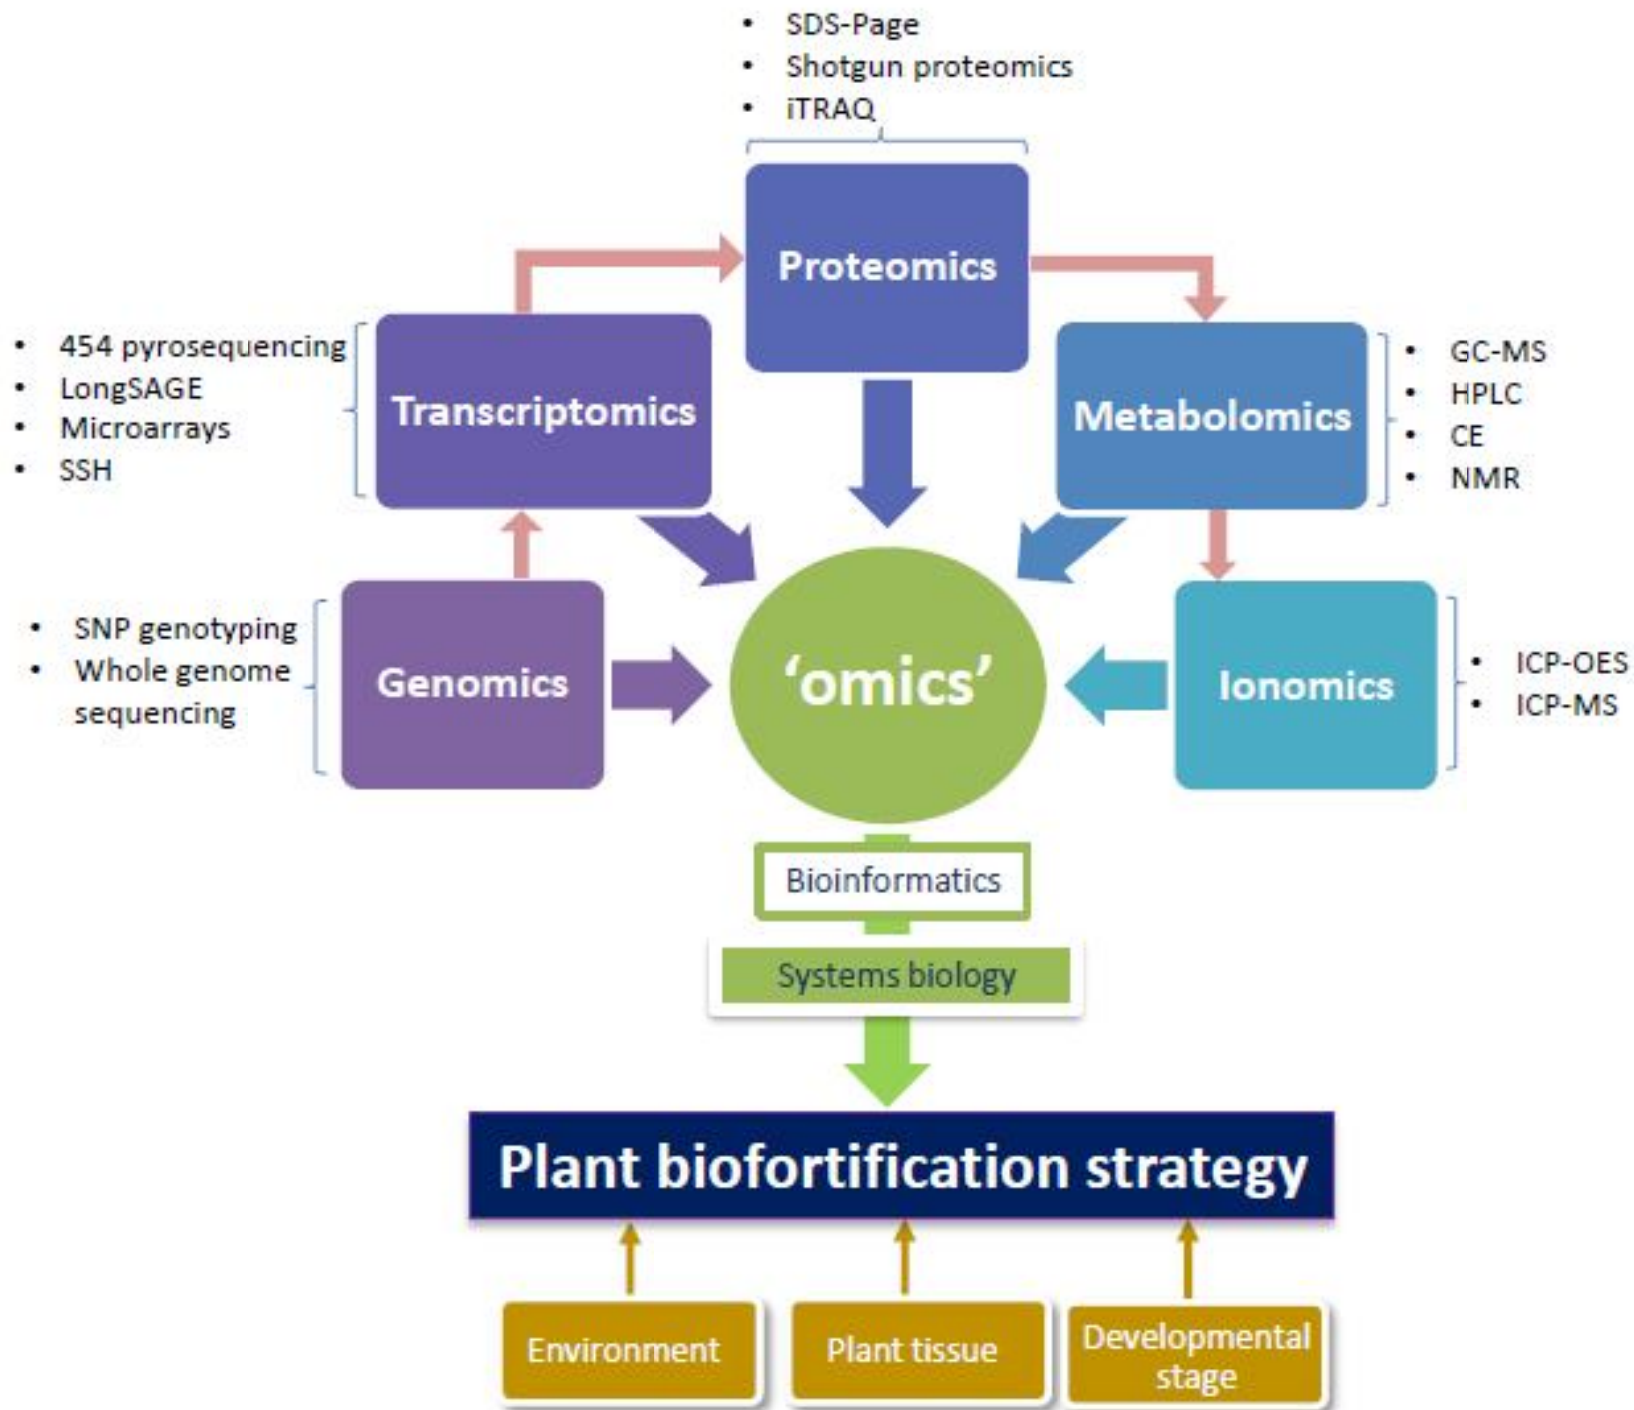 • SDS-Page
• Shotgun proteomics
• iTRAQ
Proteomics
• 454 pyrosequencing
• LongSAGE
• Microarrays
• SSH
Transcriptomics
Metabolomics
• GC-MS
• HPLC
• CE
• NMR
• SNP genotyping
• Whole genome
sequencing
Genomics
‘omics’
Ionomics
• ICP-OES
• ICP-MS
Bioinformatics
Systems biology
Plant biofortification strategy
Environment
Plant tissue
Developmental
stage